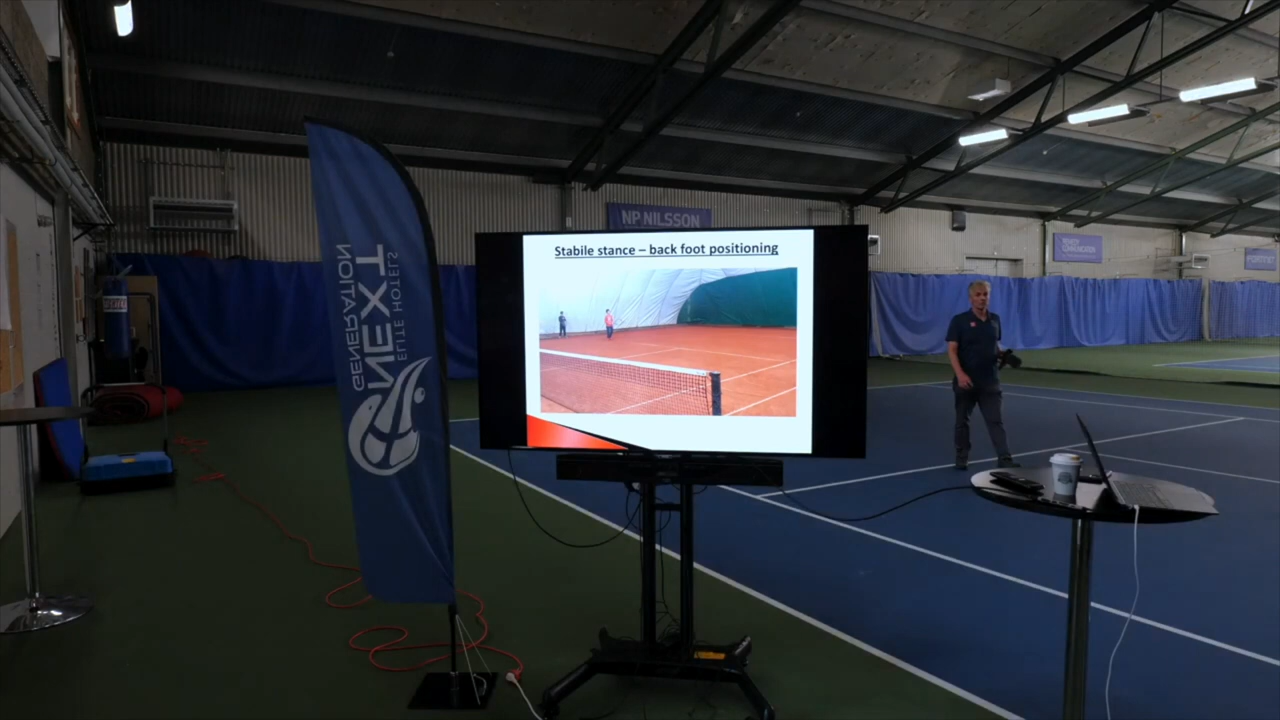 NP NILSSON
Stabile stance – back foot positioning
GENERATION
NEXT
ELITE HOTELS